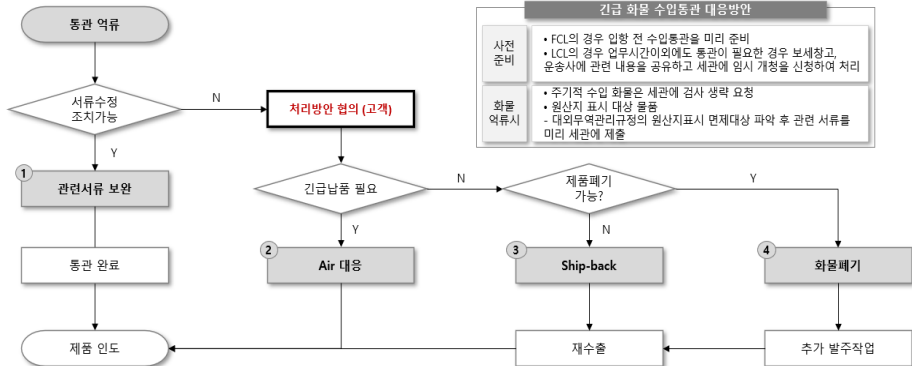 통관 억류
긴급 화물 수입통관 대응방안
사전
준비
• FCL의 경우 입항 전 수입통관을 미리 준비
• LCL의 경우 업무시간이외에도 통관이 필요한 경우 보세창고,
운송사에 관련 내용을 공유하고 세관에 임시 개청을 신청하여 처리
화물
억류시
• 주기적 수입 화물은 세관에 검사 생략 요청
• 원산지 표시 대상 물품
- 대외무역관리규정의 원산지표시 면제대상 파악 후 관련 서류를
미리 세관에 제출
서류수정
조치가능
N
처리방안 협의 (고객)
Y
1
관련서류 보완
긴급납품 필요
N
제품폐기
가능?
Y
Y
N
통관 완료
2
Air 대응
3
Ship-back
4
화물폐기
제품 인도
재수출
추가 발주작업